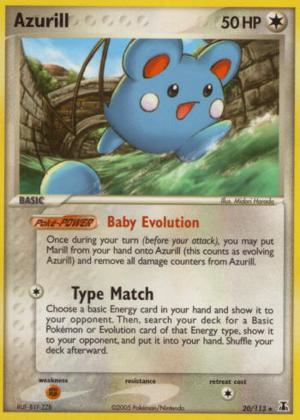 Azurill 50 HP
Illus. Midori Harada
BASIC
Poké-POWER Baby Evolution
Once during your turn (before your attack), you may put
Marill from your hand onto Azurill (this counts as evolving
Azurill) and remove all damage counters from Azurill.
Type Match
Choose a basic Energy card in your hand and show it to
your opponent. Then, search your deck for a Basic
Pokémon or Evolution card of that Energy type, show it
to your opponent, and put it into your hand. Shuffle your
deck afterward.
weakness resistance retreat cost
©2005 Pokémon/Nintendo 20/113 ★